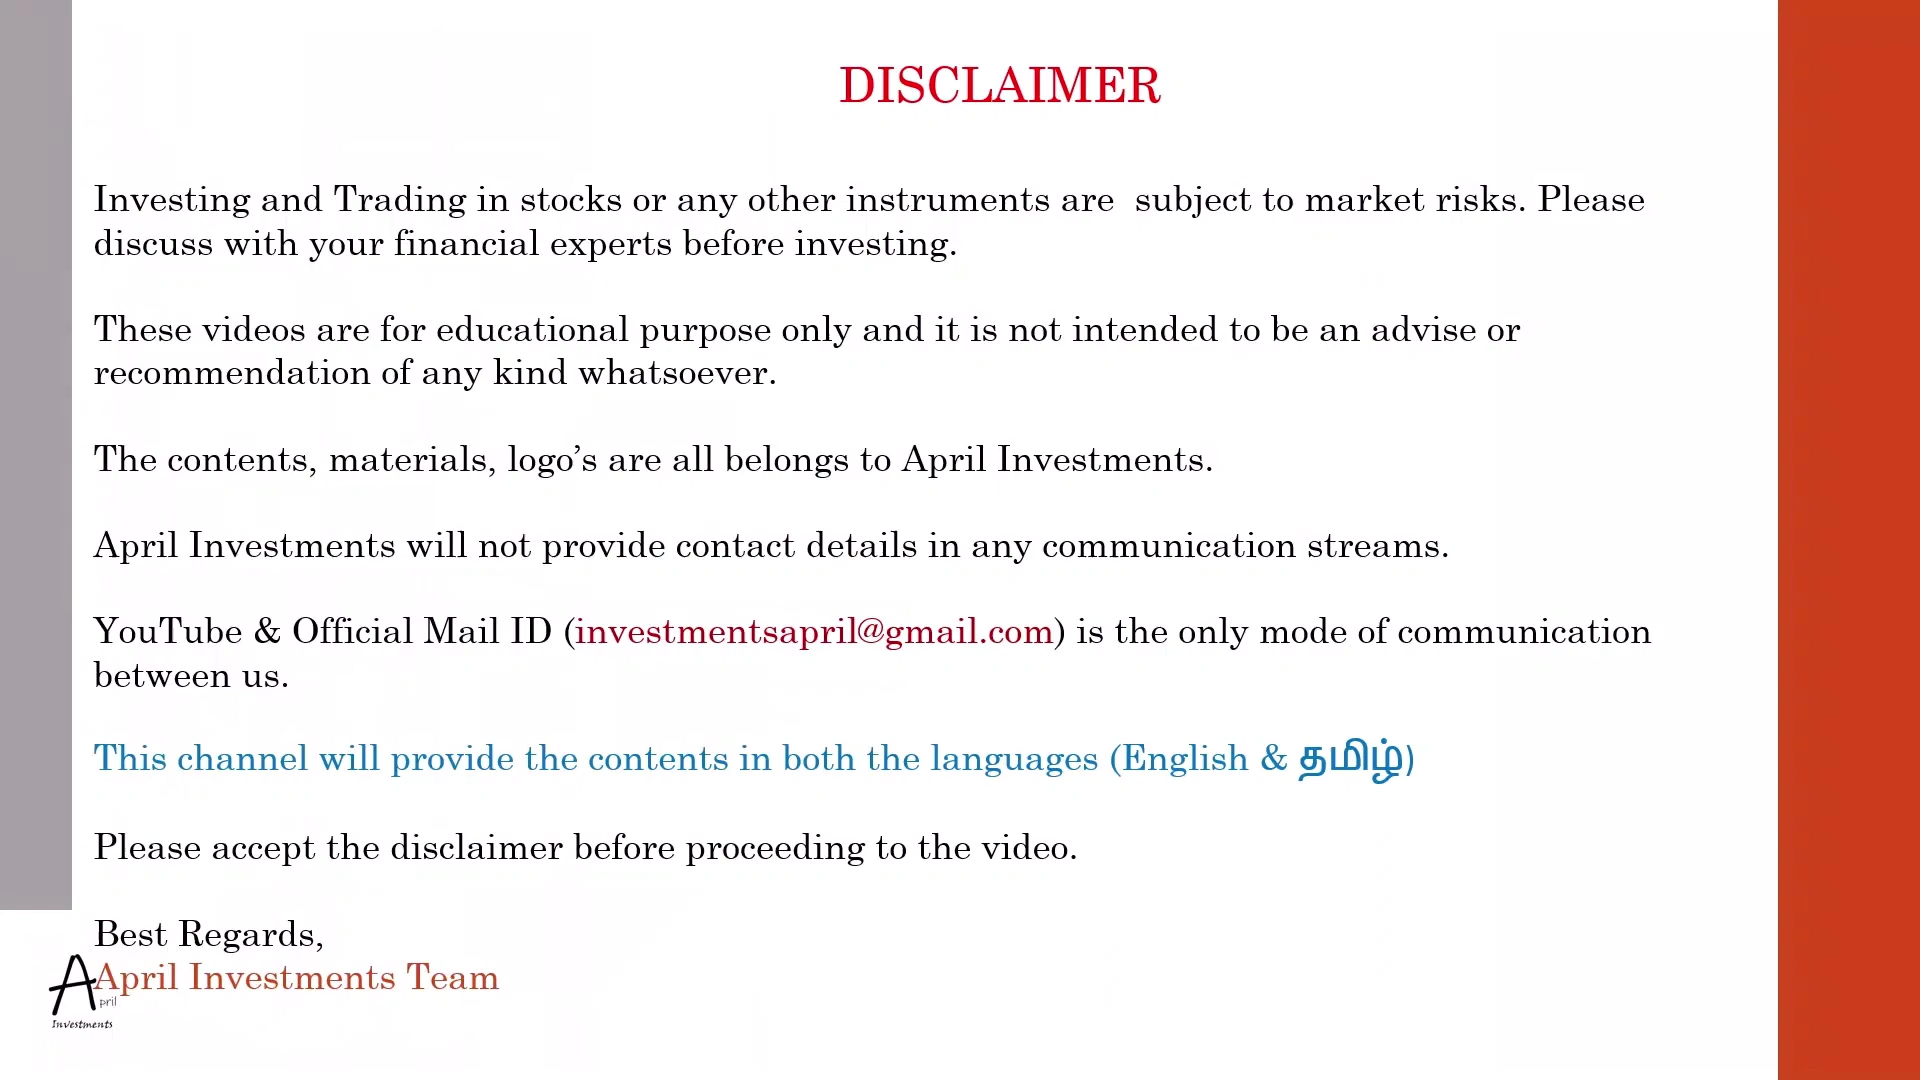 DISCLAIMER
Investing and Trading in stocks or any other instruments are  subject to market risks. Please
discuss with your financial experts before investing.
These videos are for educational purpose only and it is not intended to be an advise or
recommendation of any kind whatsoever.
The contents, materials, logo’s are all belongs to April Investments.
April Investments will not provide contact details in any communication streams.
YouTube & Official Mail ID (investmentsapril@gmail.com) is the only mode of communication
between us.
This channel will provide the contents in both the languages (English & தமிழ்)
Please accept the disclaimer before proceeding to the video.
Best Regards,
April Investments Team
April
Investments